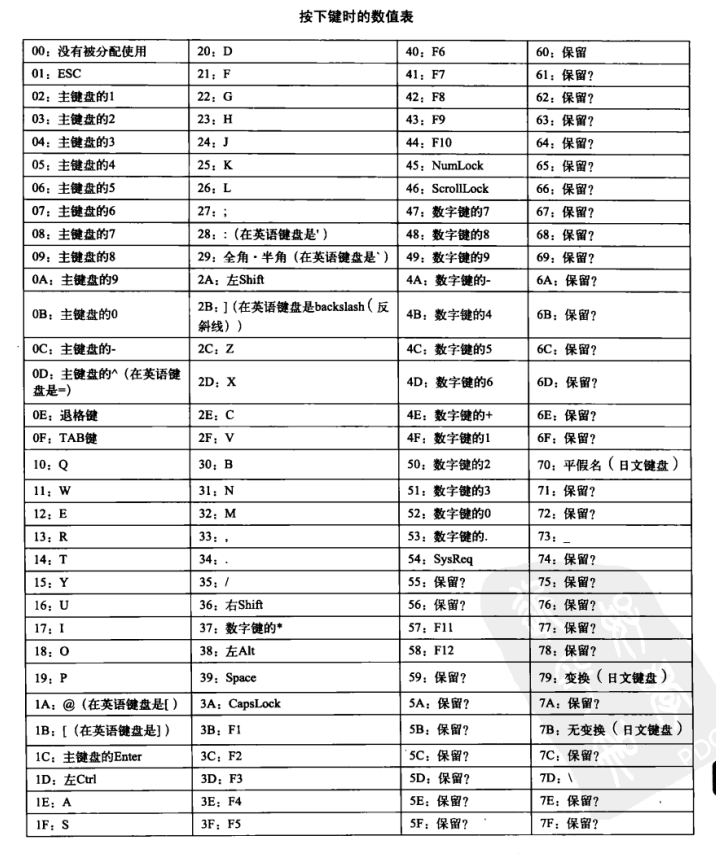 按下键时的数值表
00：没有被分配使用
20：D
40：F6
60：保留
01：ESC
21：F
41：F7
61：保留?
02：主键盘的1
22：G
42：F8
62：保留?
03：主键盘的2
23：H
43：F9
63：保留?
04：主键盘的3
24：J
44：F10
64：保留?
05：主键盘的4
25：K
45：NumLock
65：保留?
06：主键盘的5
26：L
46：ScrollLock
66：保留?
07：主键盘的6
27：;
47：数字键的7
67：保留?
08：主键盘的7
28：:（在英语键盘是'）
48：数字键的8
68：保留?
09：主键盘的8
29：全角·半角（在英语键盘是`）
49：数字键的9
69：保留?
0A：主键盘的9
2A：左Shift
4A：数字键的-
6A：保留?
0B：主键盘的0
2B：]（在英语键盘是backslash（反
斜线））
4B：数字键的4
6B：保留?
0C：主键盘的-
2C：Z
4C：数字键的5
6C：保留?
0D：主键盘的^（在英语键
盘是=）
2D：X
4D：数字键的6
6D：保留?
0E：退格键
2E：C
4E：数字键的+
6E：保留?
0F：TAB键
2F：V
4F：数字键的1
6F：保留?
10：Q
30：B
50：数字键的2
70：平假名（日文键盘）
11：W
31：N
51：数字键的3
71：保留?
12：E
32：M
52：数字键的0
72：保留?
13：R
33：,
53：数字键的.
73：_
14：T
34：.
54：SysReq
74：保留?
15：Y
35：/
55：保留?
75：保留?
16：U
36：右Shift
56：保留?
76：保留?
17：I
37：数字键的*
57：F11
77：保留?
18：O
38：左Alt
58：F12
78：保留?
19：P
39：Space
59：保留?
79：变换（日文键盘）
1A：@（在英语键盘是[）
3A：CapsLock
5A：保留?
7A：保留?
1B：[（在英语键盘是]）
3B：F1
5B：保留?
7B：无变换（日文键盘）
1C：主键盘的Enter
3C：F2
5C：保留?
7C：保留?
1D：左Ctrl
3D：F3
5D：保留?
7D：\
1E：A
3E：F4
5E：保留?
7E：保留?
1F：S
3F：F5
5F：保留?
7F：保留?